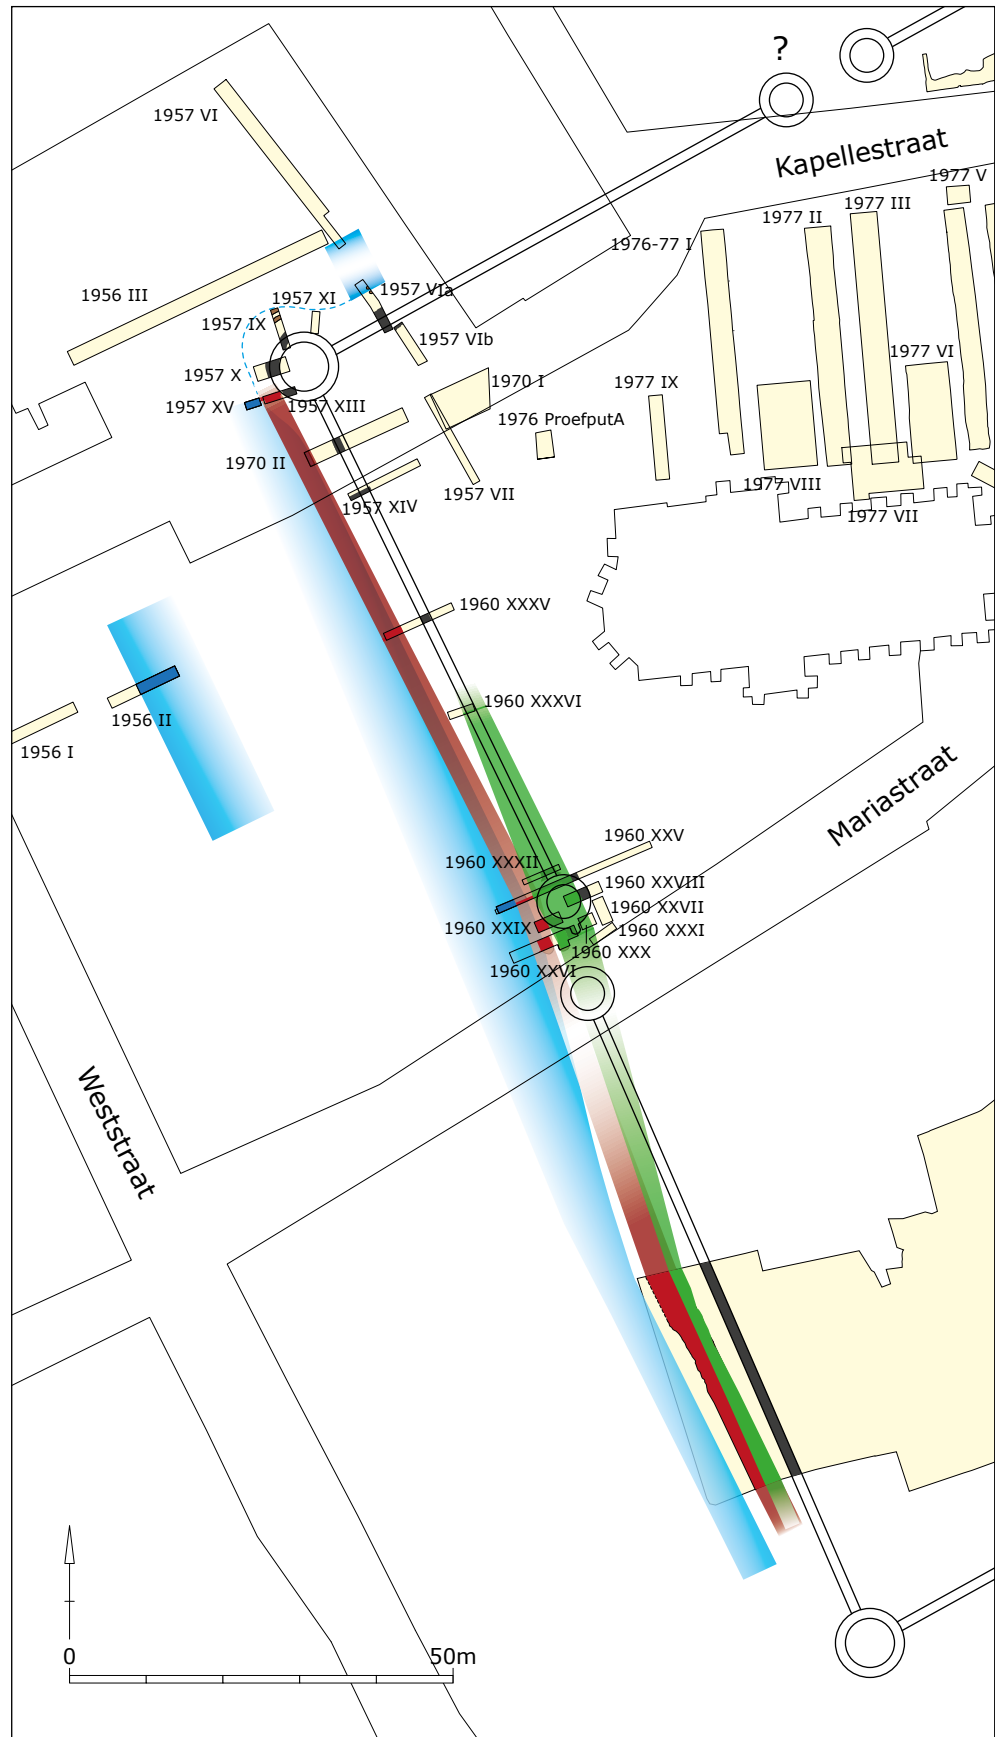 ?
1957 VI
Kapellestraat
1977 V
1977 III
1977 II
1976-77 I
1956 III
1957 XI
1957 VIa
1957 IX
1957 VIb
1977 VI
1957 X
1970 I
1977 IX
1957 XV
1957 XIII
1976 ProefputA
1970 II
1977 VIII
1957 VII
1957 XIV
1977 VII
1960 XXXV
1960 XXXVI
1956 II
1956 I
Mariastraat
1960 XXV
1960 XXXII
1960 XXVIII
1960 XXVII
1960 XXIX
1960 XXXI
1960 XXX
1960 XXVI
Weststraat
0
50m